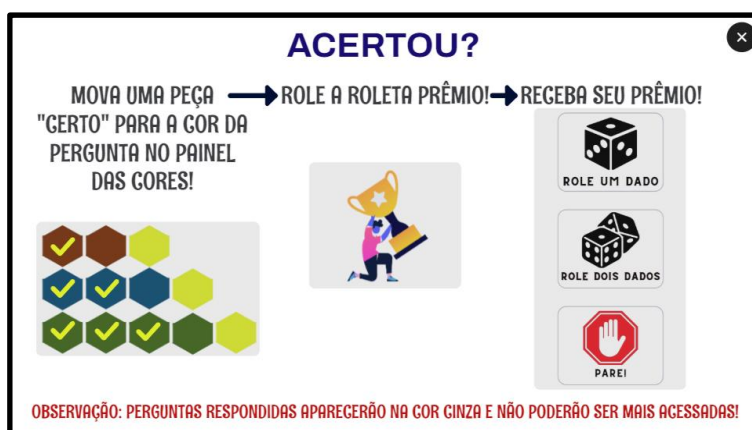 ACERTOU?
MOVA UMA PEÇA
"CERTO" PARA A COR DA
PERGUNTA NO PAINEL
DAS CORES!
ROLE A ROLETA PRÊMIO!
RECEBA SEU PRÊMIO!
ROLE UM DADO
ROLE DOIS DADOS
PARE!
OBSERVAÇÃO: PERGUNTAS RESPONDIDAS APARECERÃO NA COR CINZA E NÃO PODERÃO SER MAIS ACESSADAS!